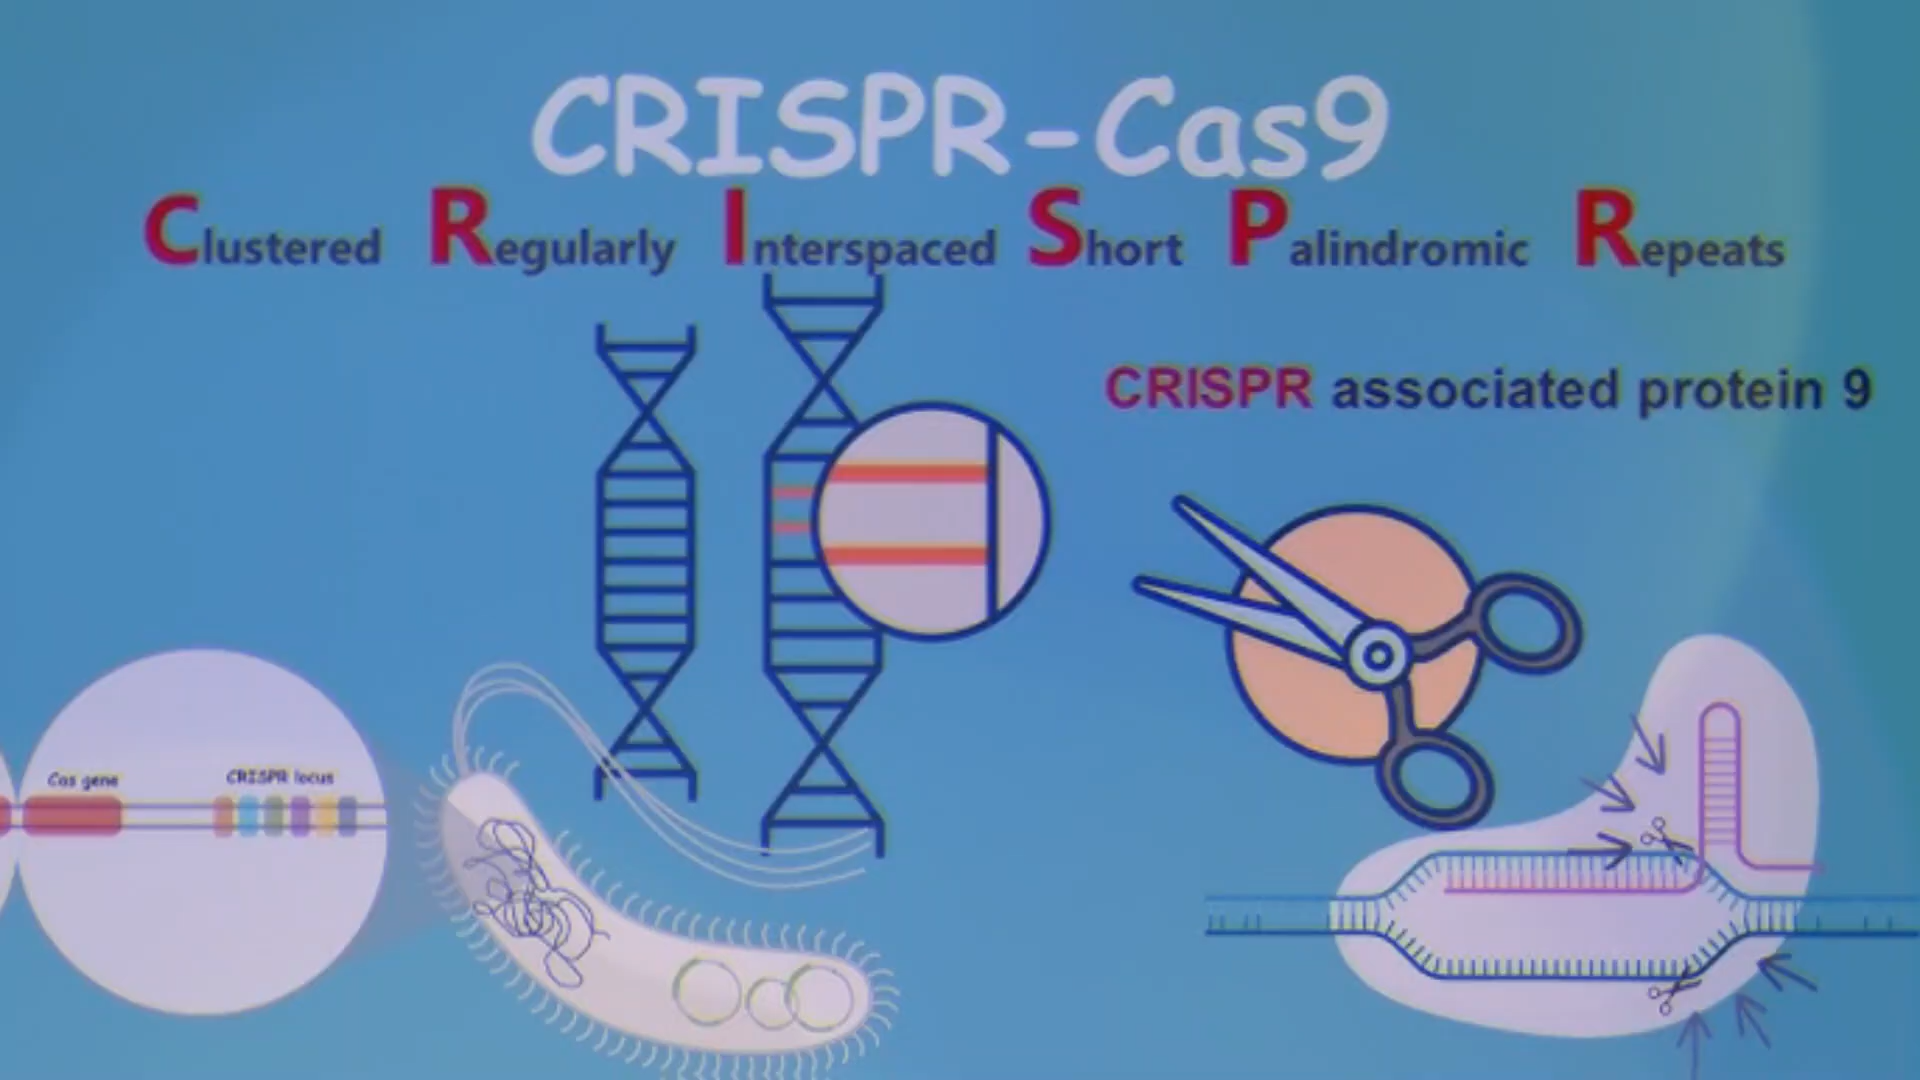 CRISPR-Cas9
Clustered Regularly Interspaced Short Palindromic Repeats
CRISPR associated protein 9
Cas gene
CRISPR locus